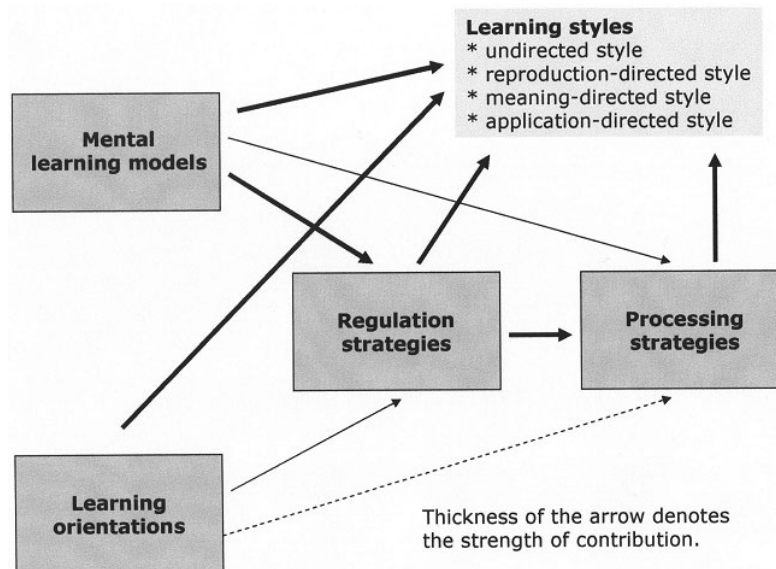 Learning styles
* undirected style
* reproduction-directed style
* meaning-directed style
* application-directed style
Mental
learning models
Regulation
strategies
Processing
strategies
Learning
orientations
Thickness of the arrow denotes
the strength of contribution.